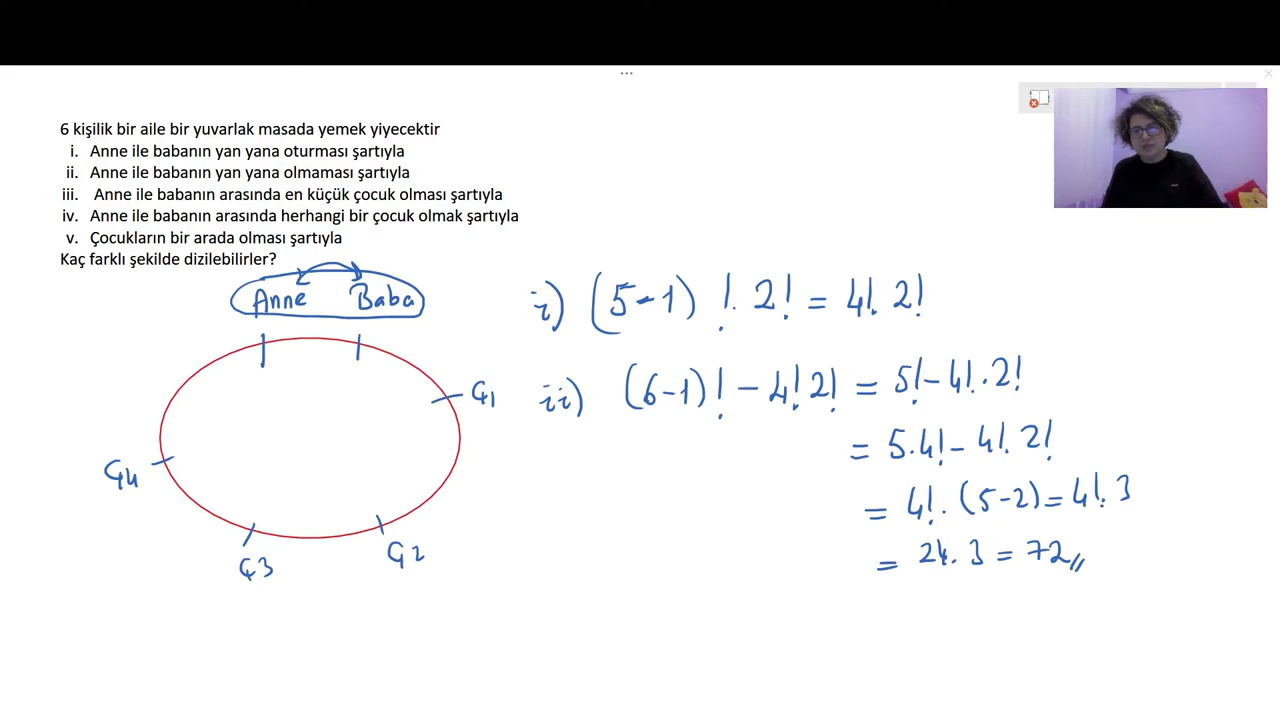 6 kişilik bir aile bir yuvarlak masada yemek yiyecektir
i. Anne ile babanın yan yana oturması şartıyla
ii. Anne ile babanın yan yana olmaması şartıyla
iii. Anne ile babanın arasında en küçük çocuk olması şartıyla
iv. Anne ile babanın arasında herhangi bir çocuk olmak şartıyla
v. Çocukların bir arada olması şartıyla
Kaç farklı şekilde dizilebilirler?
Anne Baba
Ç1
Ç2
Ç3
Ç4
i) (5-1)!. 2! = 4!. 2!
ii) (6-1)! - 4!. 2! = 5! - 4!. 2!
= 5.4! - 4!. 2!
= 4!. (5-2) = 4!. 3
= 24. 3 = 72,,